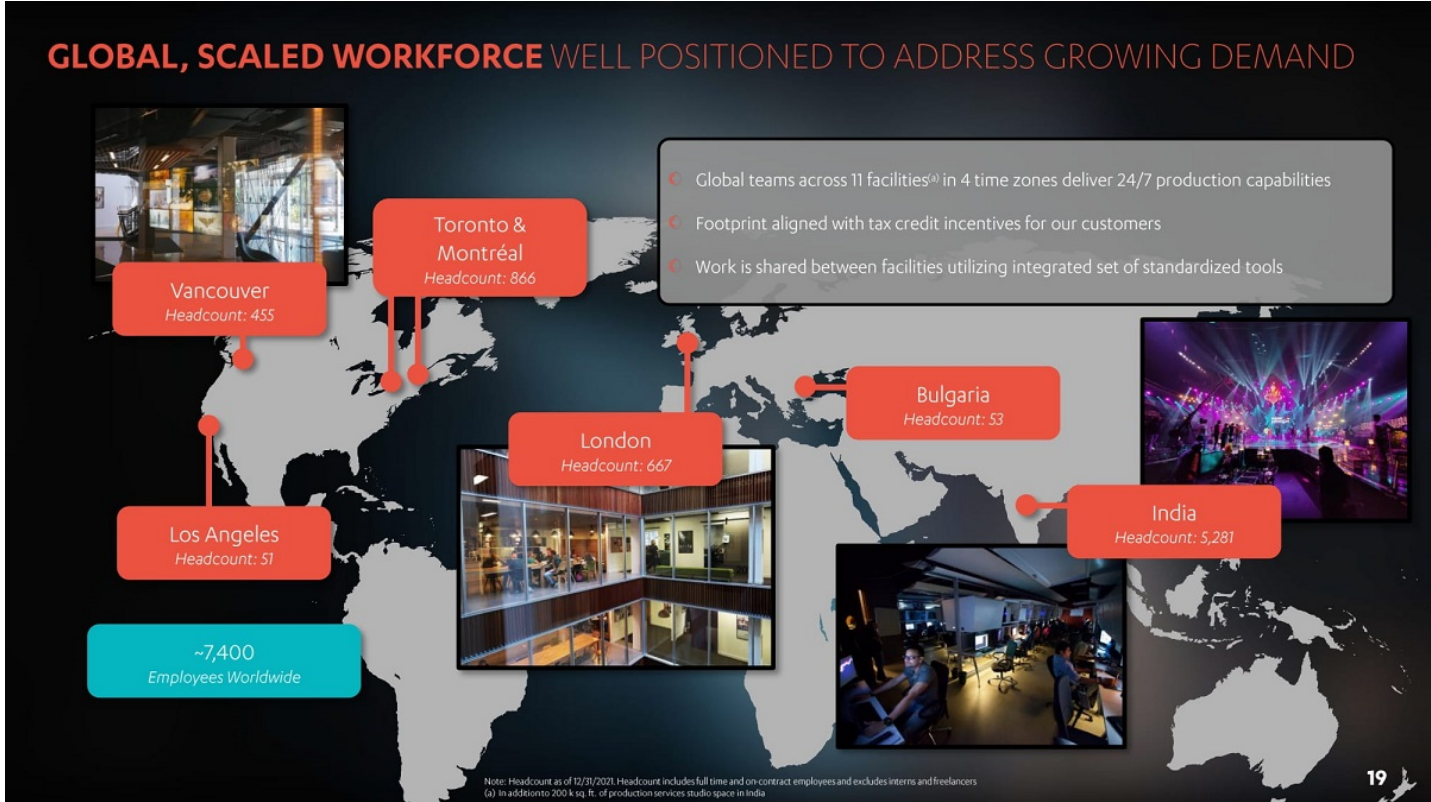 GLOBAL, SCALED WORKFORCE WELL POSITIONED TO ADDRESS GROWING DEMAND
Global teams across 11 facilities(a) in 4 time zones deliver 24/7 production capabilities
Footprint aligned with tax credit incentives for our customers
Work is shared between facilities utilizing integrated set of standardized tools
Toronto &
Montréal
Headcount: 866
Vancouver
Headcount: 455
Bulgaria
Headcount: 53
London
Headcount: 667
India
Headcount: 5,281
Los Angeles
Headcount: 51
~7,400
Employees Worldwide
Note: Headcount as of 12/31/2021. Headcount includes full time and on-contract employees and excludes interns and freelancers
(a) In addition to 200 k sq. ft. of production services studio space in India
19